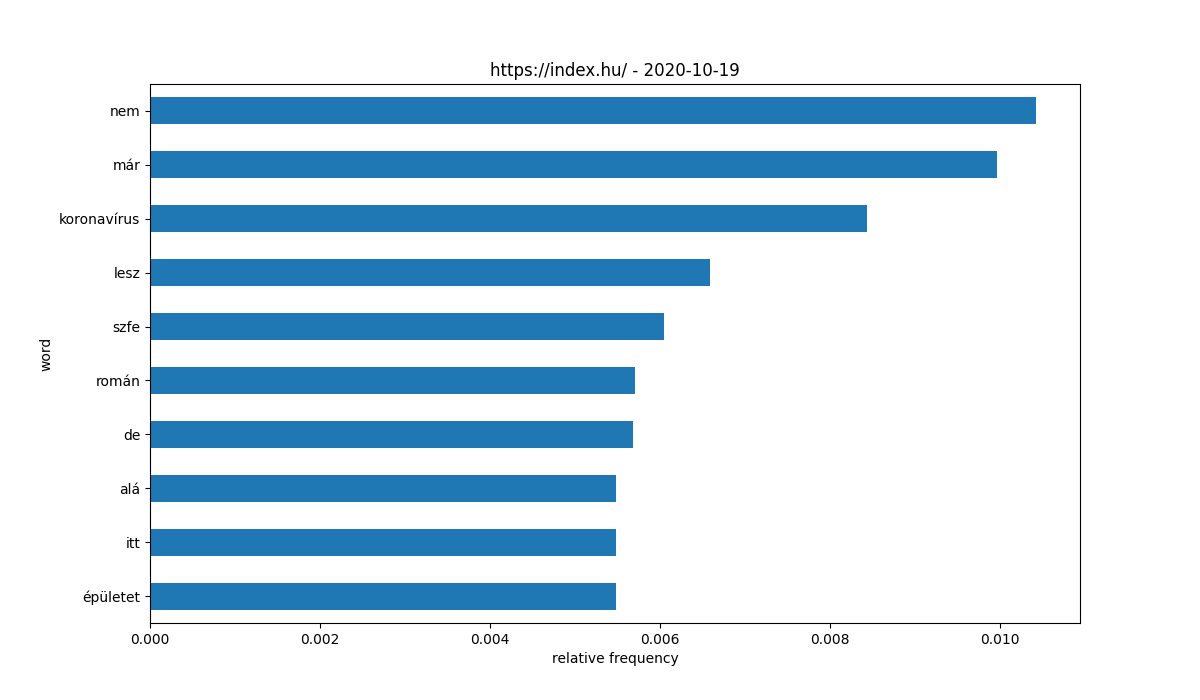 https://index.hu/ - 2020-10-19
nem
már
koronavírus
lesz
szfe
román
de
alá
itt
épületet
word
0.000 0.002 0.004 0.006 0.008 0.010
relative frequency